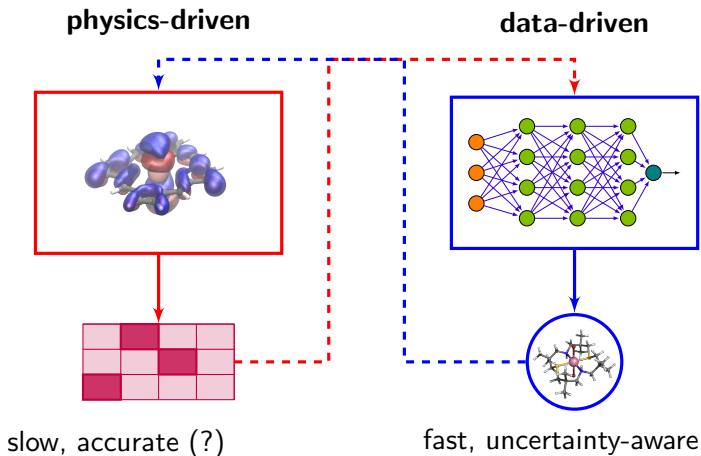 physics-driven
data-driven
slow, accurate (?)
fast, uncertainty-aware